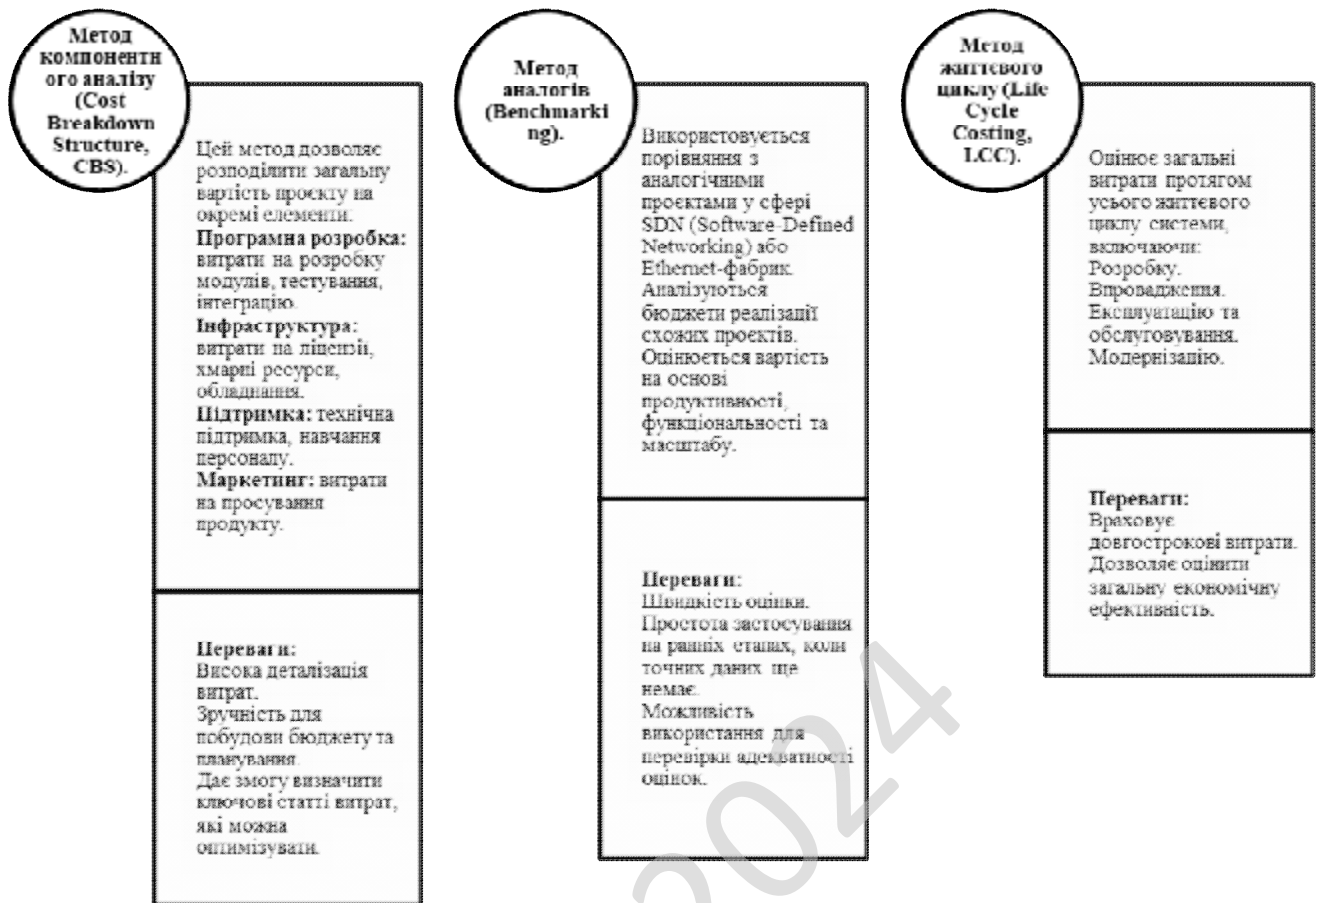 Метод
компонентн
ого аналізу
(Cost
Breakdown
Structure,
CBS).
Цей метод дозволяє
розподілити загальну
вартість проєкту на
окремі елементи:
Програмна розробка:
витрати на розробку
модулів, тестування,
інтеграцію.
Інфраструктура:
витрати на ліцензії,
хмарні ресурси,
обладнання.
Підтримка: технічна
підтримка, навчання
персоналу.
Маркетинг: витрати
на просування
продукту.
Переваги:
Висока деталізація
витрат.
Зручність для
побудови бюджету та
планування.
Дає змогу визначити
ключові статті витрат,
які можна
оптимізувати.
Метод
аналогів
(Benchmarki
ng).
Використовується
порівняння з
аналогічними
проєктами у сфері
SDN (Software-Defined
Networking) або
Ethernet-фабрик.
Аналізуються
бюджети реалізації
схожих проєктів.
Оцінюється вартість
на основі
продуктивності,
функціональності та
масштабу.
Переваги:
Швидкість оцінки.
Простота застосування
на ранніх етапах, коли
точних даних ще
немає.
Можливість
використання для
перевірки адекватності
оцінок.
Метод
життєвого
циклу (Life
Cycle
Costing,
LCC).
Оцінює загальні
витрати протягом
усього життєвого
циклу системи,
включаючи:
Розробку.
Впровадження.
Експлуатацію та
обслуговування.
Модернізацію.
Переваги:
Враховує
довгострокові витрати.
Дозволяє оцінити
загальну економічну
ефективність.
2024